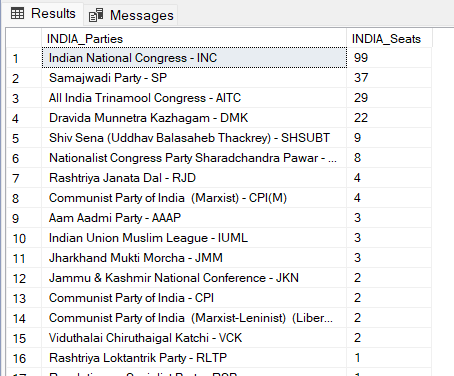 Results Messages
INDIA_Parties INDIA_Seats
1 Indian National Congress - INC 99
2 Samajwadi Party - SP 37
3 All India Trinamool Congress - AITC 29
4 Dravida Munnetra Kazhagam - DMK 22
5 Shiv Sena (Uddhav Balasaheb Thackrey) - SHSUBT 9
6 Nationalist Congress Party Sharadchandra Pawar - ... 8
7 Rashtriya Janata Dal - RJD 4
8 Communist Party of India (Marxist) - CPI(M) 4
9 Aam Aadmi Party - AAAP 3
10 Indian Union Muslim League - IUML 3
11 Jharkhand Mukti Morcha - JMM 3
12 Jammu & Kashmir National Conference - JKN 2
13 Communist Party of India - CPI 2
14 Communist Party of India (Marxist-Leninist) (Liber... 2
15 Viduthalai Chiruthaigal Katchi - VCK 2
16 Rashtriya Loktantrik Party - RLTP 1